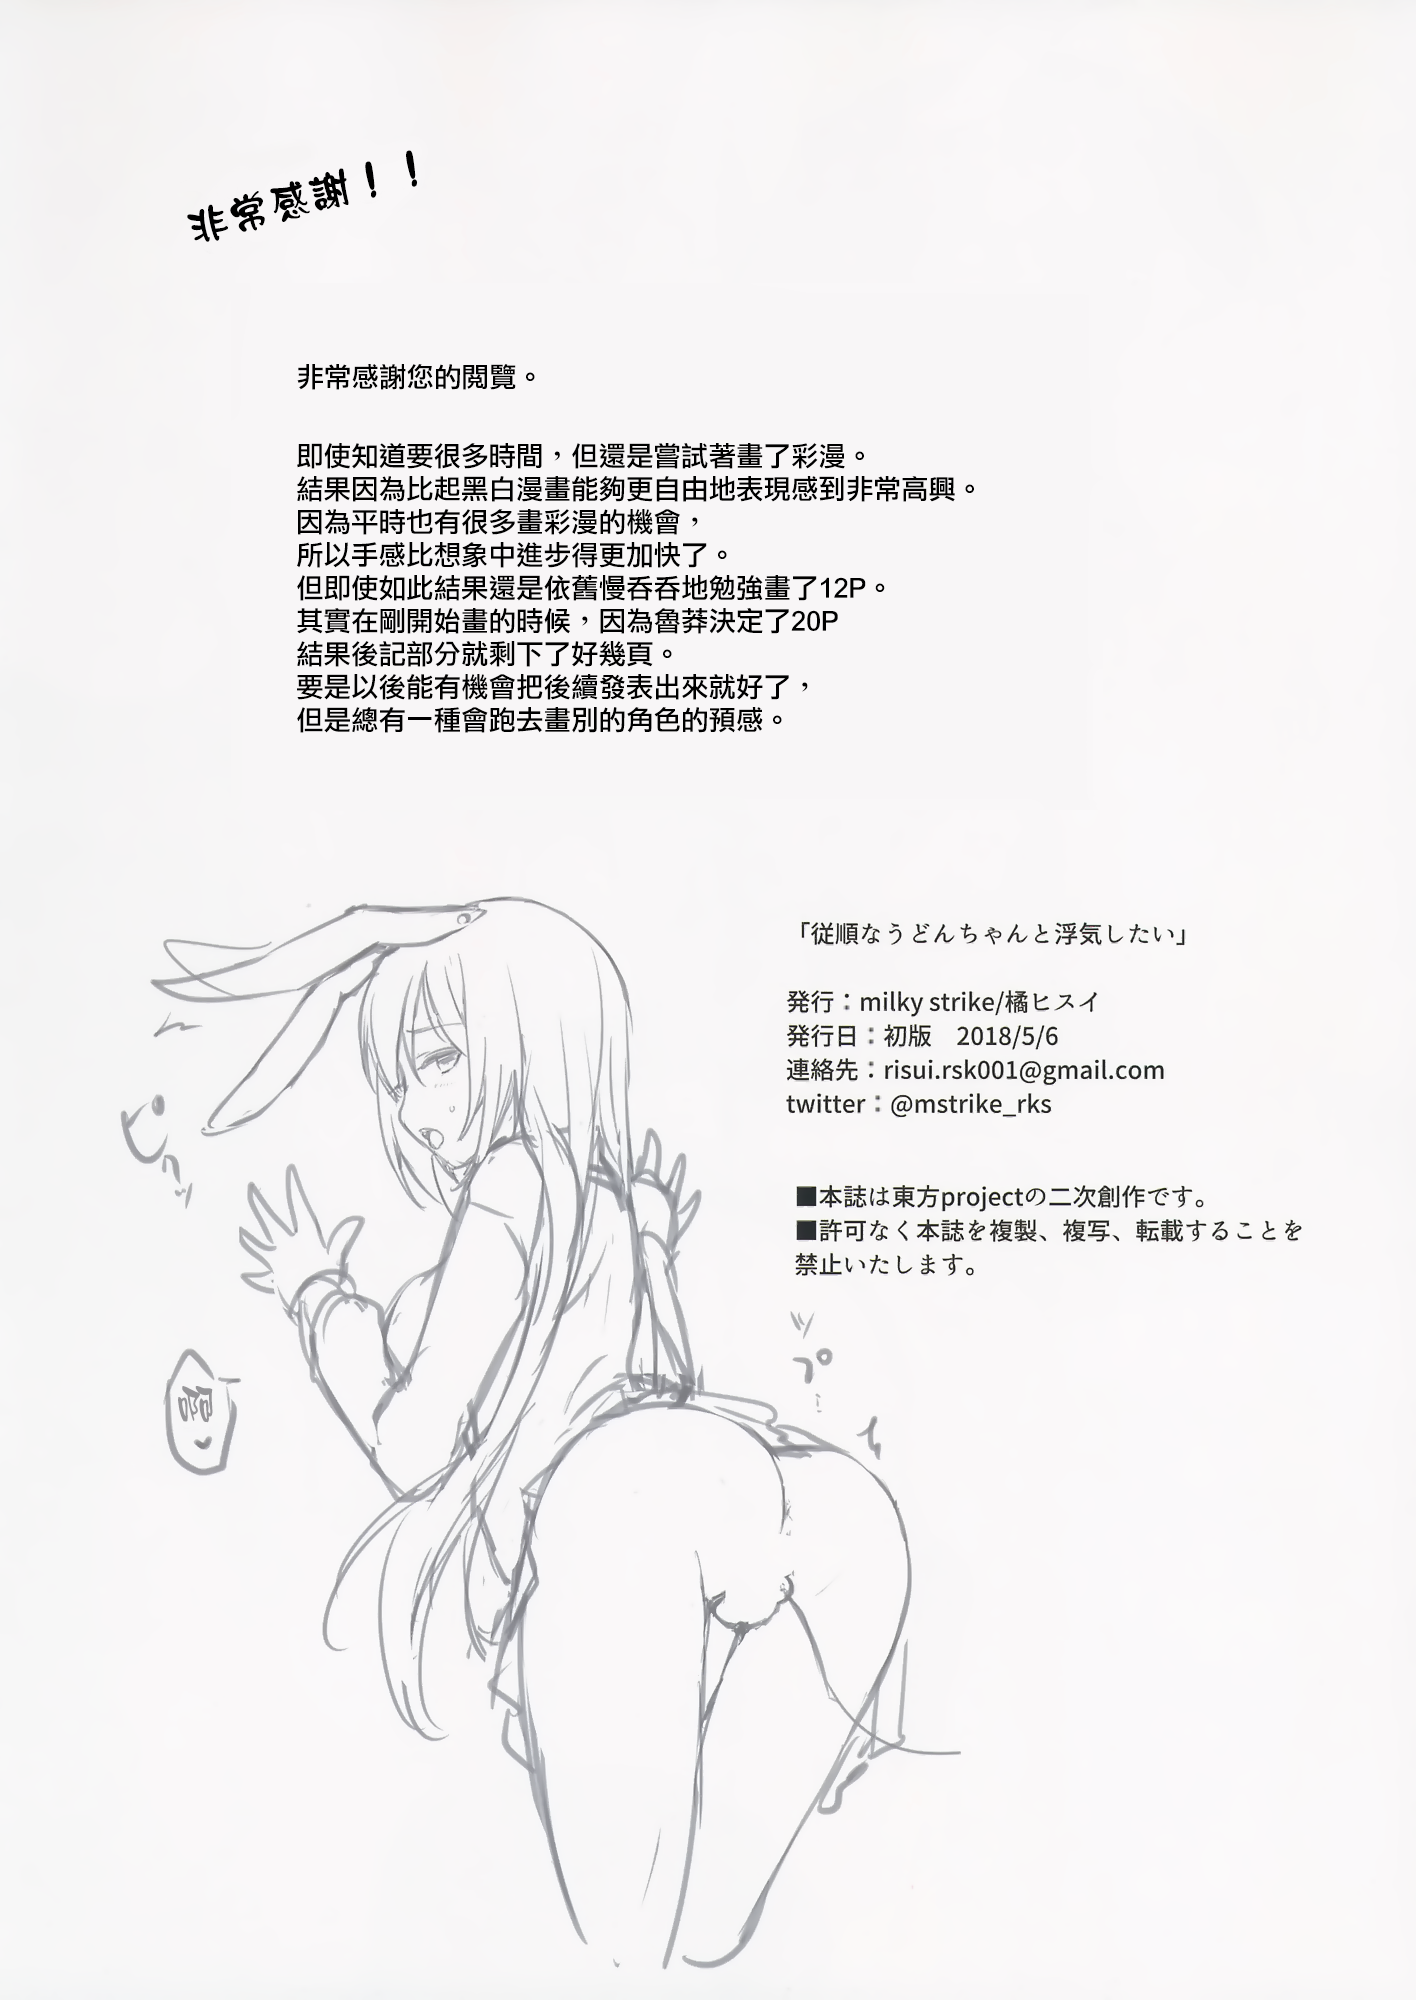 非常感謝！！
非常感謝您的閱覽。
即使知道要很多時間，但還是嘗試著畫了彩漫。
結果因為比起黑白漫畫能夠更自由地表現感到非常高興。
因為平時也有很多畫彩漫的機會，
所以手感比想象中進步得更加快了。
但即使如此結果還是依舊慢吞吞地勉強畫了12P。
其實在剛開始畫的時候，因為魯莽決定了20P
結果後記部分就剩下了好幾頁。
要是以後能有機會把後續發表出來就好了，
但是總有一種會跑去畫別的角色的預感。
「従順なうどんちゃんと浮気したい」
発行：milky strike/橘ヒスイ
発行日：初版　2018/5/6
連絡先：risui.rsk001@gmail.com
twitter：@mstrike_rks
■本誌は東方projectの二次創作です。
■許可なく本誌を複製、複写、転載することを
禁止いたします。
ピクッ
啊♥